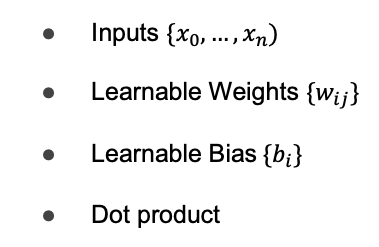 • Inputs {x₀, … , xₙ)
• Learnable Weights {wᵢⱼ}
• Learnable Bias {bᵢ}
• Dot product